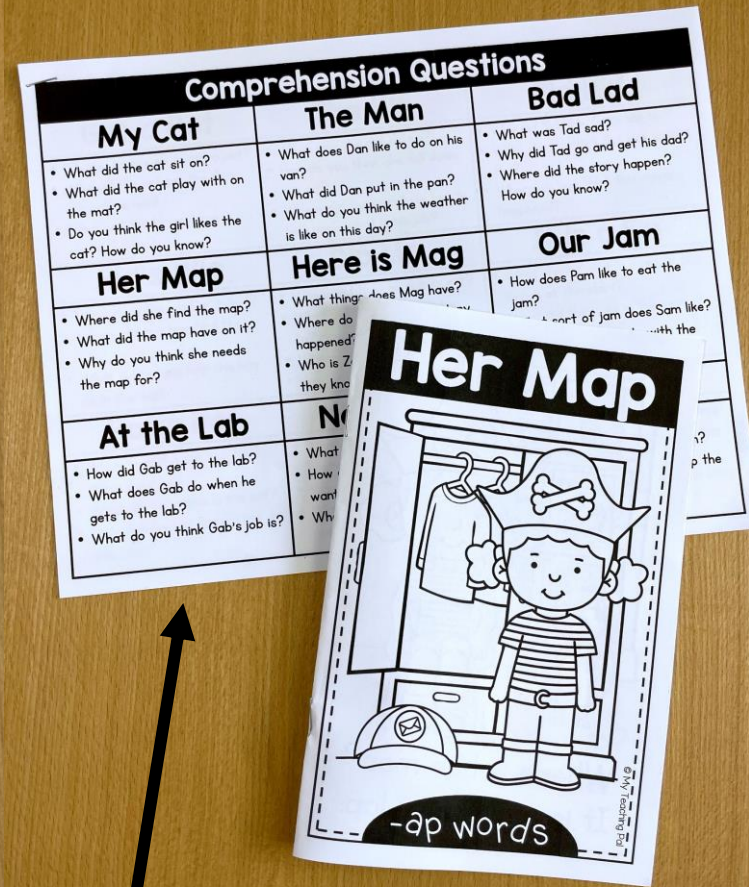 Comprehension Questions
My Cat
• What did the cat sit on?
• What did the cat play with on
the mat?
• Do you think the girl likes the
cat? How do you know?
The Man
• What does Dan like to do on his
van?
• What did Dan put in the pan?
• What do you think the weather
is like on this day?
Bad Lad
• What was Tad sad?
• Why did Tad go and get his dad?
• Where did the story happen?
How do you know?
Her Map
• Where did she find the map?
• What did the map have on it?
• Why do you think she needs
the map for?
Here is Mag
• What things does Mag have?
• Where do
happened?
• Who is
they
Our Jam
• How does Pam like to eat the
jam?
sort of jam does Sam like?
with the
At the Lab
• How did Gab get to the lab?
• What does Gab do when he
gets to the lab?
• What do you think Gab's job is?
• What
• How
the
Her Map
-ap words
© My Teaching Pal